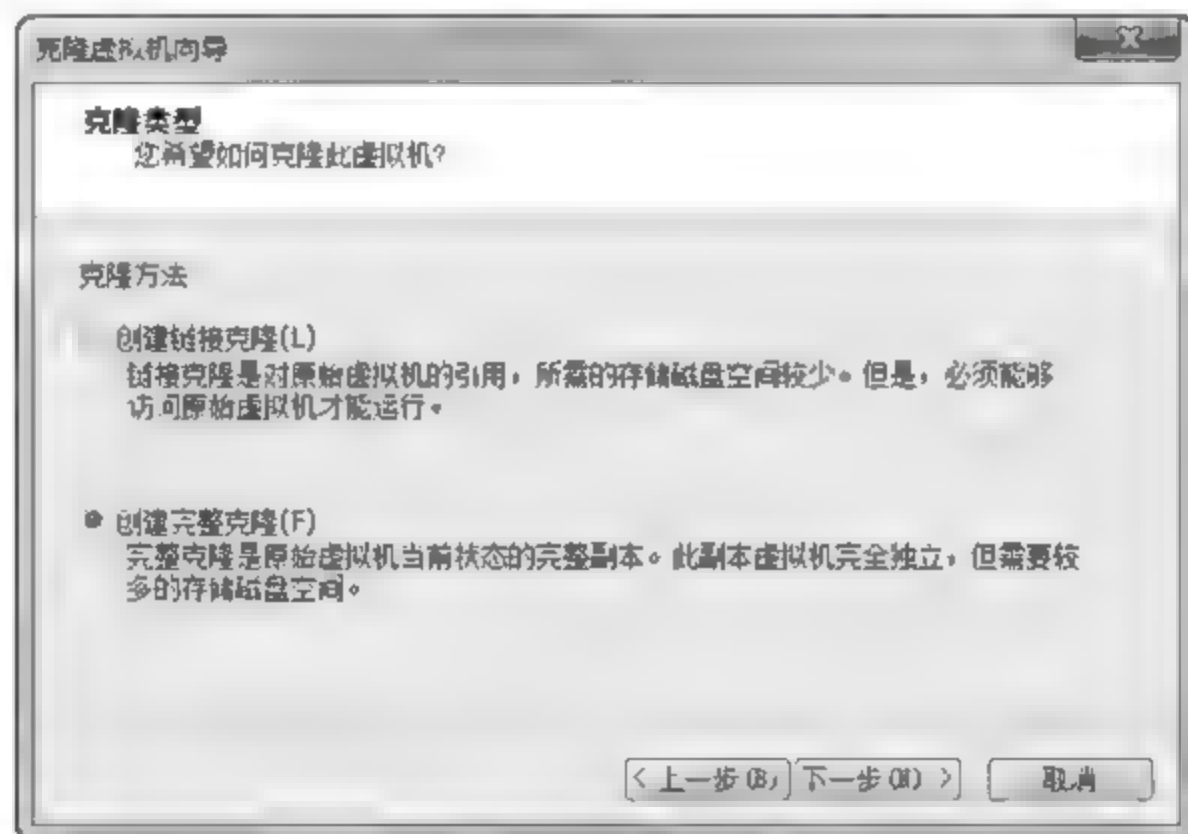 克隆虚拟机向导
克隆类型
您希望如何克隆此虚拟机?
克隆方法
创建链接克隆(L)
链接克隆是对原始虚拟机的引用，所需的存储磁盘空间较少。但是，必须能够
访问原始虚拟机才能运行。
创建完整克隆(F)
完整克隆是原始虚拟机当前状态的完整副本。此副本虚拟机完全独立，但需要较
多的存储磁盘空间。
< 上一步(B) 下一步(N) > 取消